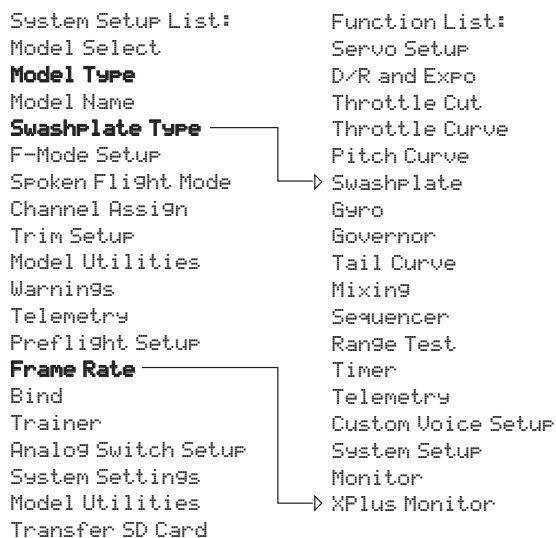 System Setup List:
Model Select
Model Type
Model Name
Swashplate Type
F-Mode Setup
Spoken Flight Mode
Channel Assign
Trim Setup
Model Utilities
Warnings
Telemetry
Preflight Setup
Frame Rate
Bind
Trainer
Analog Switch Setup
System Settings
Model Utilities
Transfer SD Card
Function List:
Servo Setup
D/R and Expo
Throttle Cut
Throttle Curve
Pitch Curve
Swashplate
Gyro
Governor
Tail Curve
Mixing
Sequencer
Range Test
Timer
Telemetry
Custom Voice Setup
System Setup
Monitor
XPlus Monitor